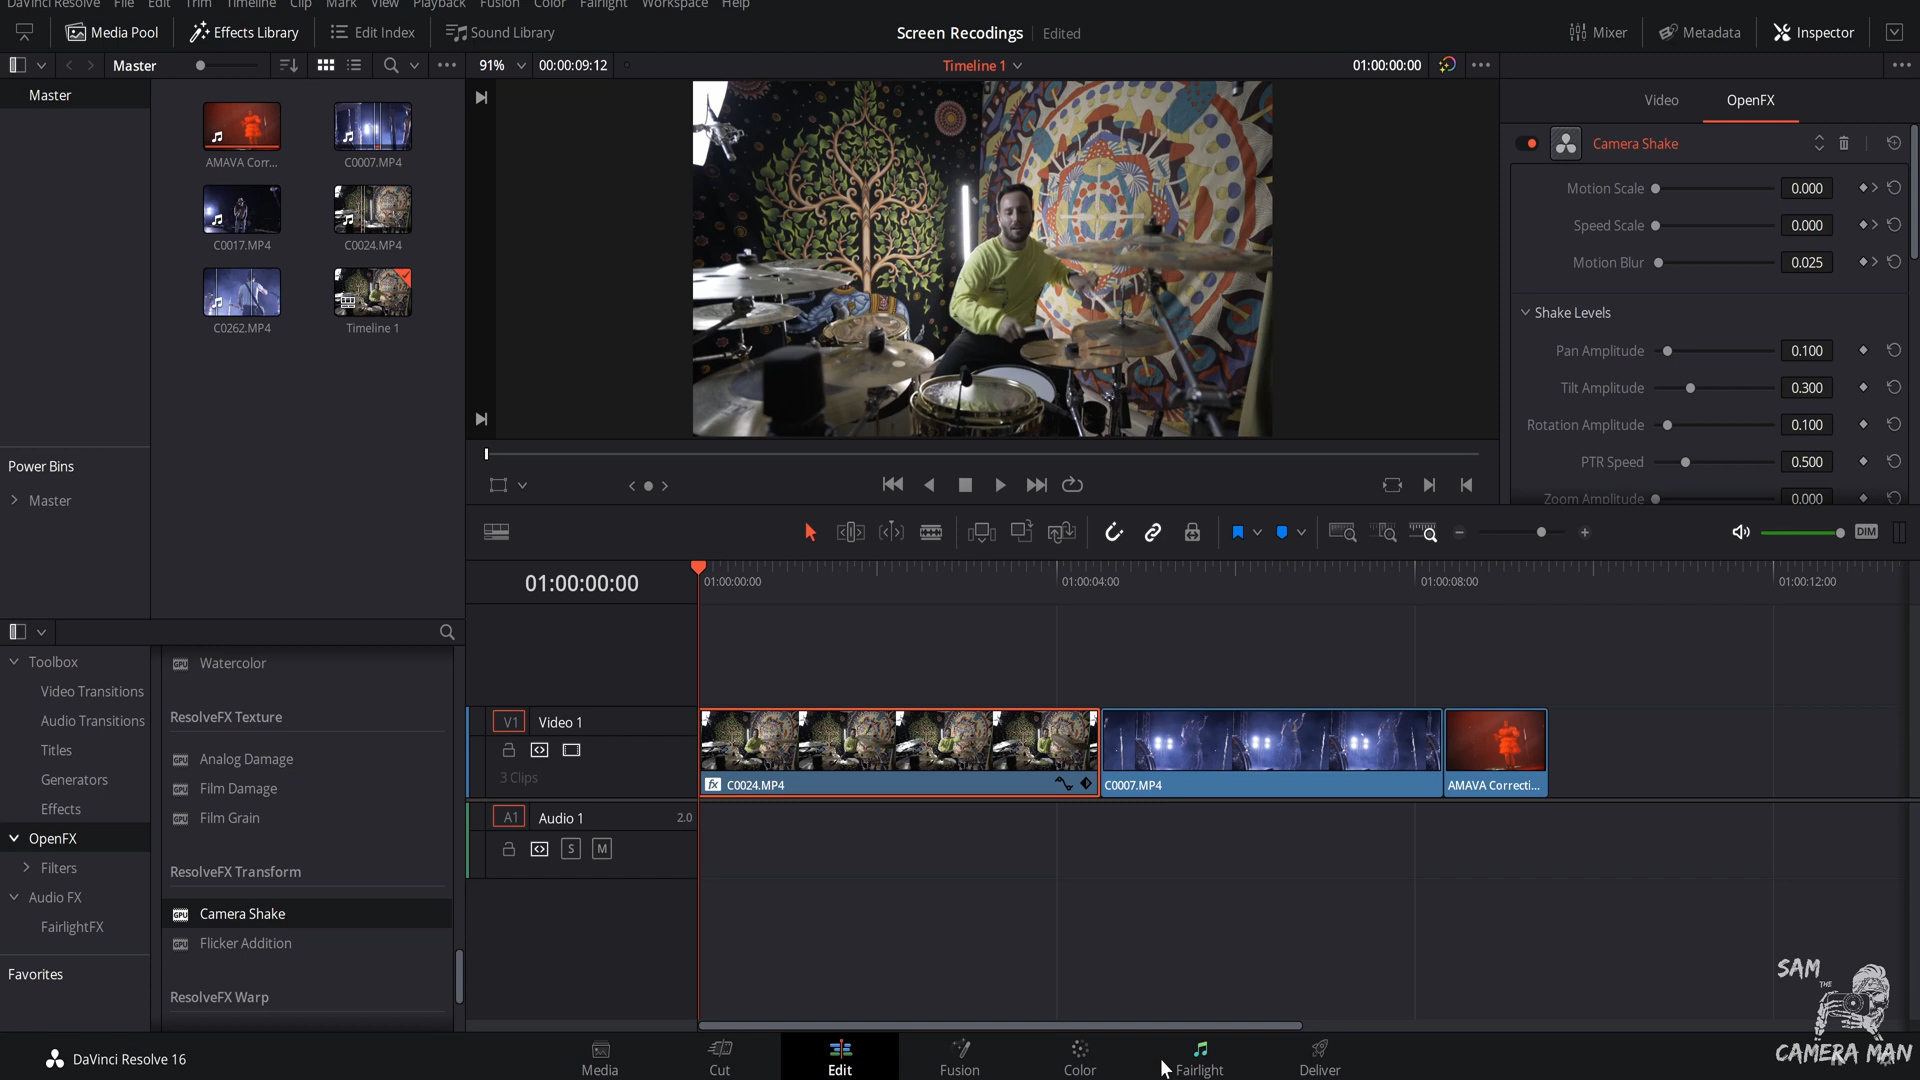 DaVinci Resolve File Edit Trim Timeline Clip Mark View Playback Fusion Color Fairlight Workspace Help
Media Pool Effects Library Edit Index Sound Library Screen Recodings Edited Mixer Metadata Inspector
Master 91% 00:00:09:12 Timeline 1 01:00:00:00
Master
AMAVA Corr... C0007.MP4
C0017.MP4 C0024.MP4
C0262.MP4 Timeline 1
Power Bins
Master
Video OpenFX
Camera Shake
Motion Scale 0.000
Speed Scale 0.000
Motion Blur 0.025
Shake Levels
Pan Amplitude 0.100
Tilt Amplitude 0.300
Rotation Amplitude 0.100
PTR Speed 0.500
Zoom Amplitude 0.000
DIM
Toolbox
Video Transitions
Audio Transitions
Titles
Generators
Effects
OpenFX
Filters
Audio FX
FairlightFX
Favorites
Watercolor
ResolveFX Texture
GPU Analog Damage
GPU Film Damage
GPU Film Grain
ResolveFX Transform
GPU Camera Shake
GPU Flicker Addition
ResolveFX Warp
01:00:00:00 01:00:00:00 01:00:04:00 01:00:08:00 01:00:12:00
V1 Video 1
3 Clips
fx C0024.MP4 C0007.MP4 AMAVA Correcti...
A1 Audio 1 2.0
S M
SAM
THE
CAMERA MAN
DaVinci Resolve 16 Media Cut Edit Fusion Color Fairlight Deliver